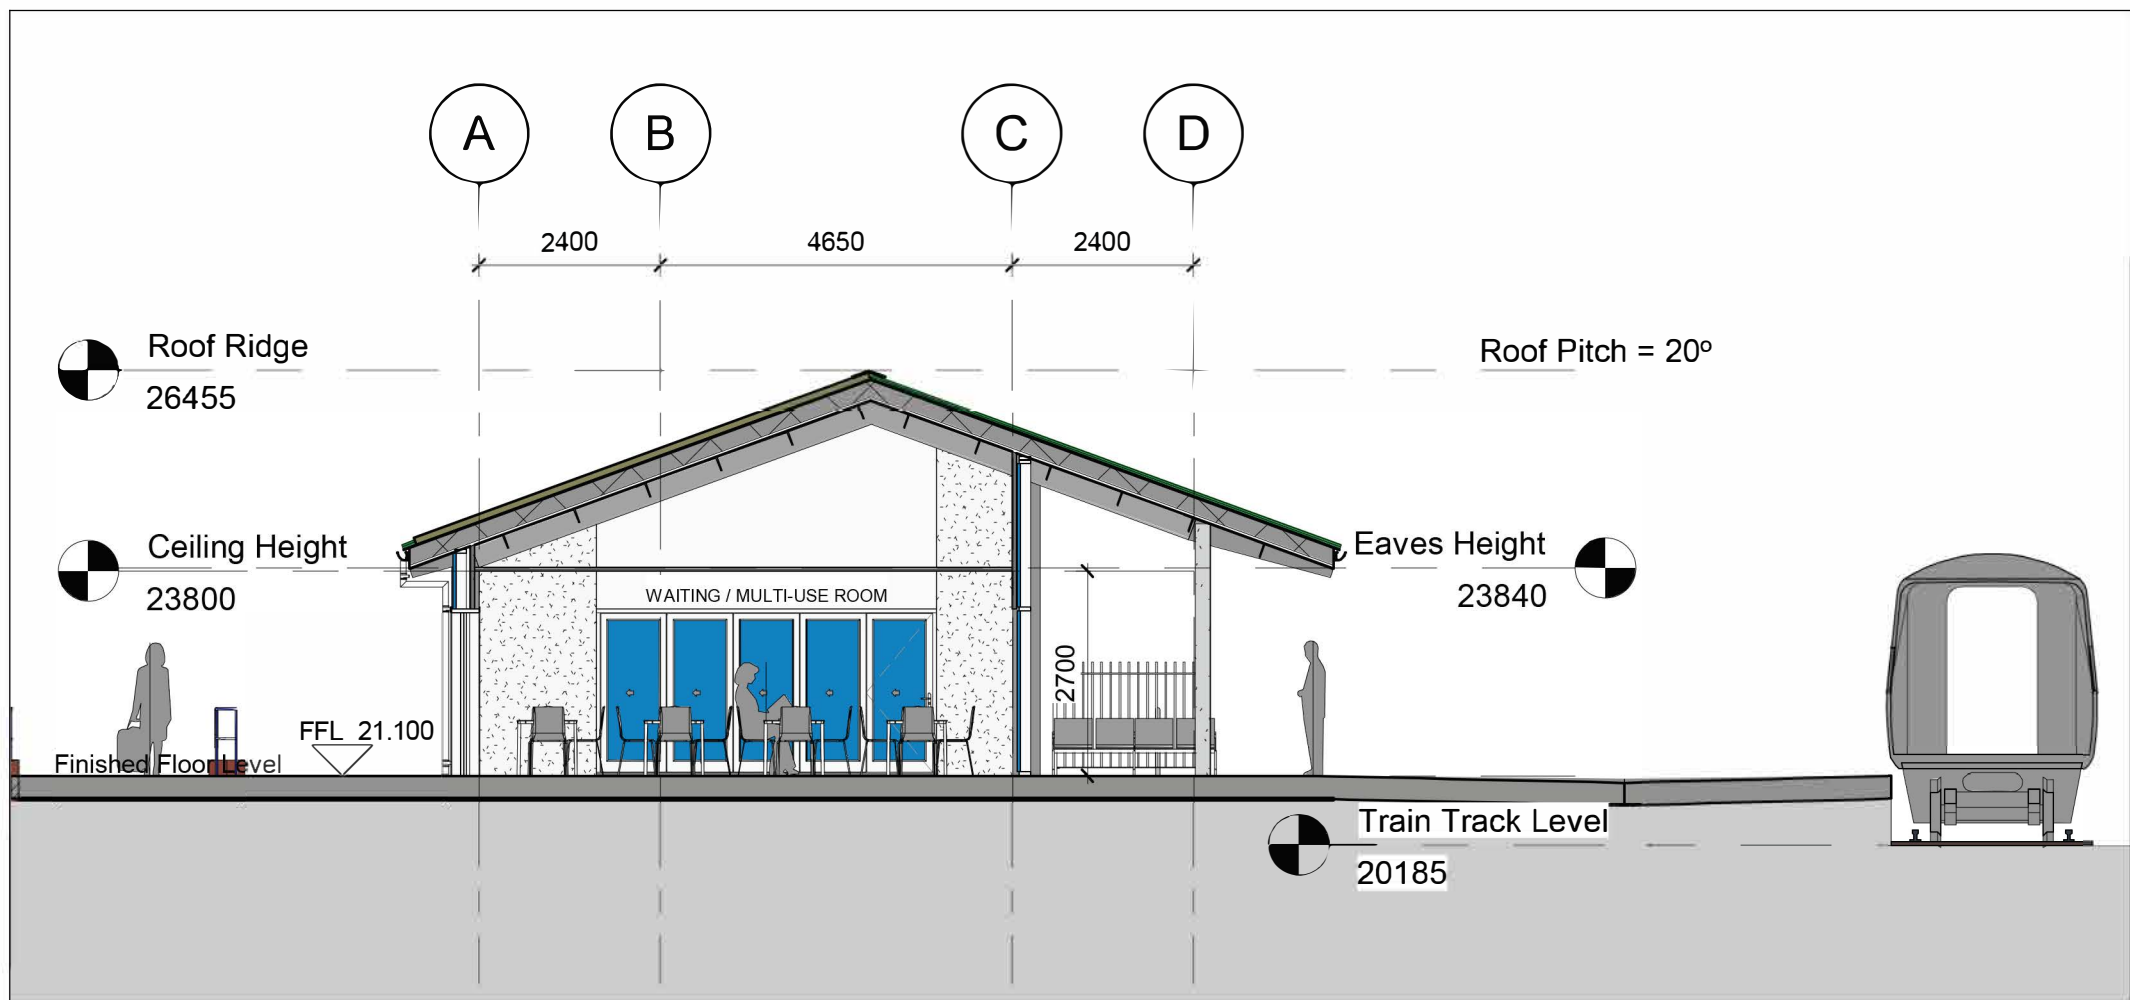 A B C D
2400 4650 2400
Roof Ridge
26455
Roof Pitch = 20º
Ceiling Height
23800
Eaves Height
23840
WAITING / MULTI-USE ROOM
2700
FFL 21.100
Finished Floor Level
Train Track Level
20185